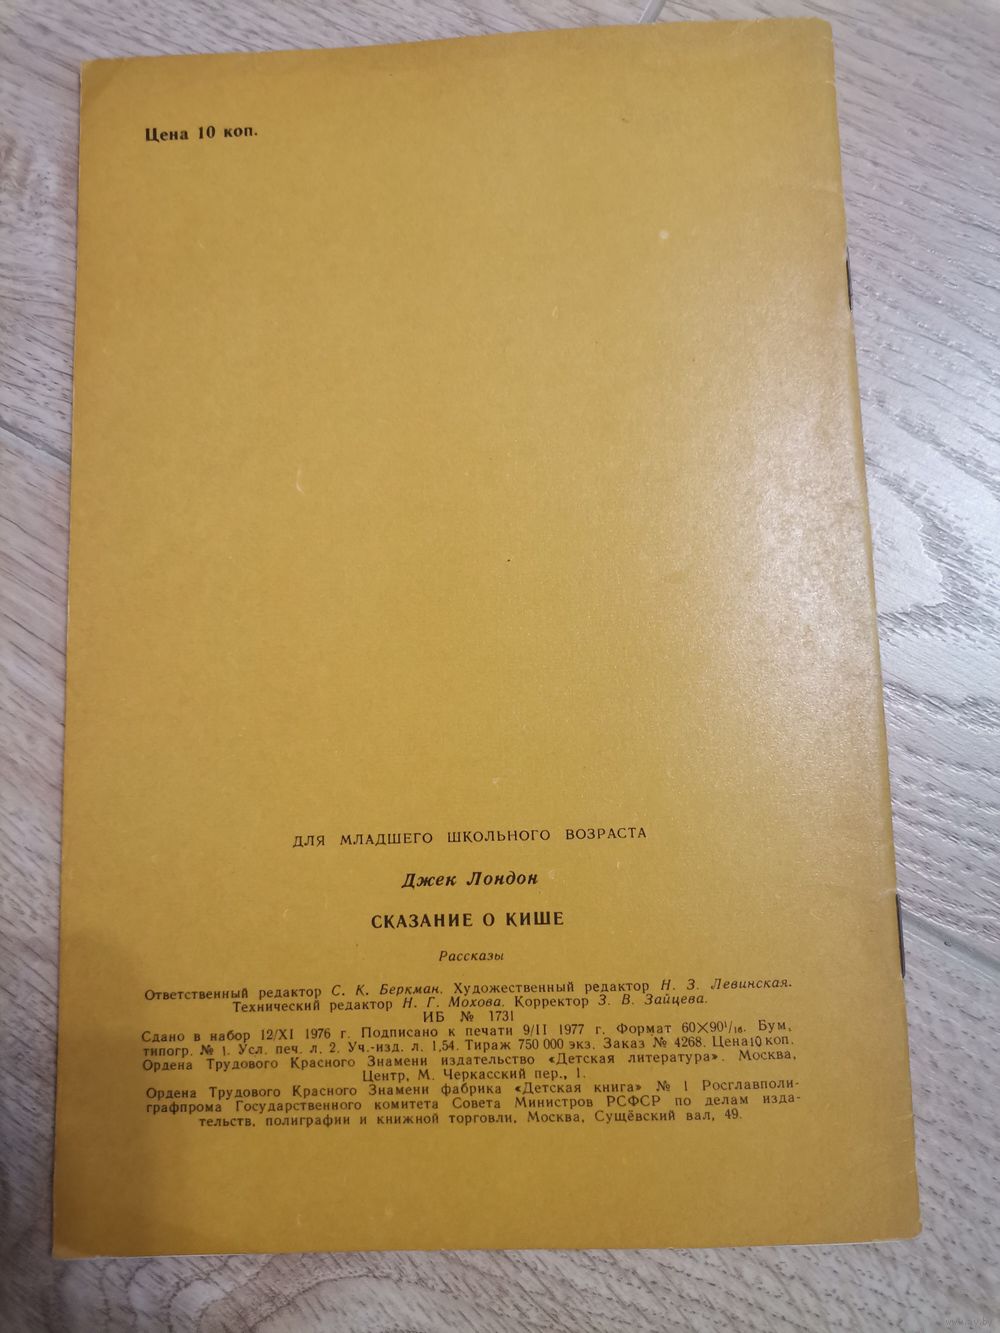 Цена 10 коп.
ДЛЯ МЛАДШЕГО ШКОЛЬНОГО ВОЗРАСТА
Джек Лондон
СКАЗАНИЕ О КИШЕ
Рассказы
Ответственный редактор С. К. Беркман. Художественный редактор Н. З. Левинская.
Технический редактор Н. Г. Мохова. Корректор З. В. Зайцева.
ИБ № 1731
Сдано в набор 12/XI 1976 г. Подписано к печати 9/II 1977 г. Формат 60×90¹/₁₆. Бум,
типогр. № 1. Усл. печ. л. 2. Уч.-изд. л. 1,54. Тираж 750 000 экз. Заказ № 4268. Цена 10 коп.
Ордена Трудового Красного Знамени издательство «Детская литература». Москва,
Центр, М. Черкасский пер., 1.
Ордена Трудового Красного Знамени фабрика «Детская книга» № 1 Росглавполи-
графпрома Государственного комитета Совета Министров РСФСР по делам изда-
тельств, полиграфии и книжной торговли, Москва, Сущёвский вал, 49.